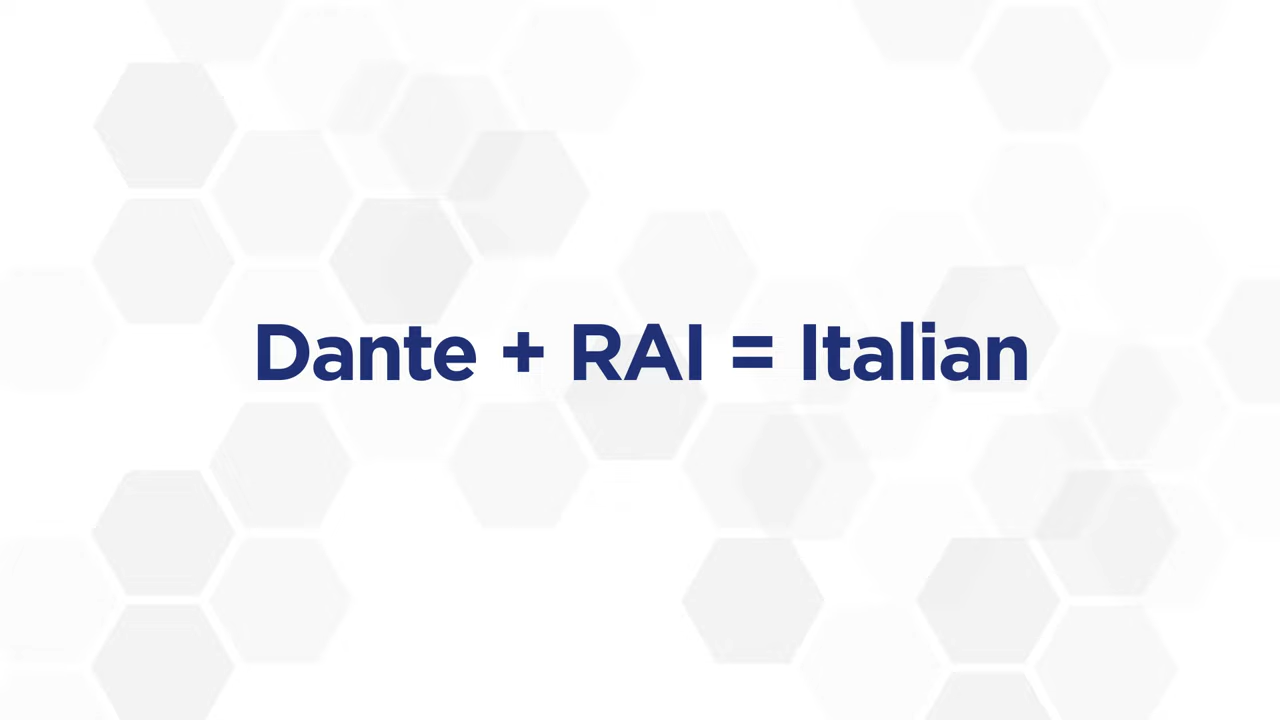 Dante + RAI = Italian